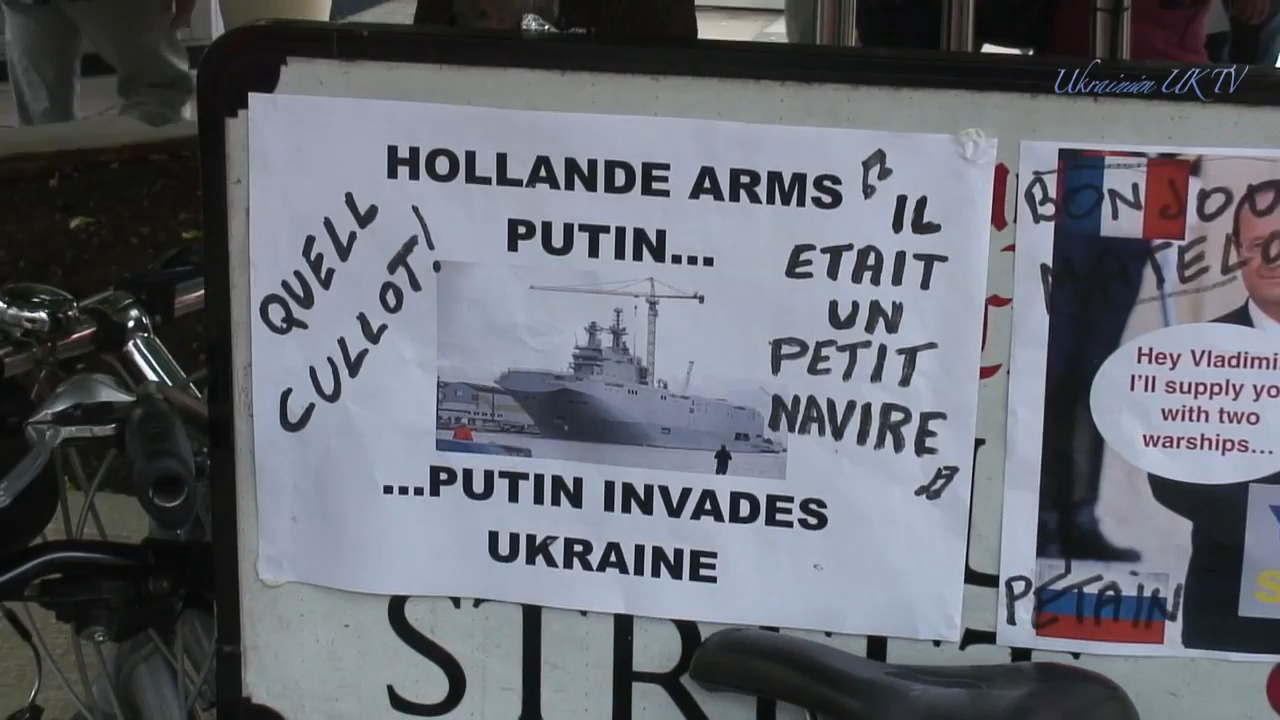 Ukrainian UK TV
HOLLANDE ARMS
PUTIN...
QUELL
CULLOT!
IL
ETAIT
UN
PETIT
NAVIRE
...PUTIN INVADES
UKRAINE
BONJOU
MATELO
Hey Vladimi
I'll supply yo
with two
warships...
PETAIN
S
STR